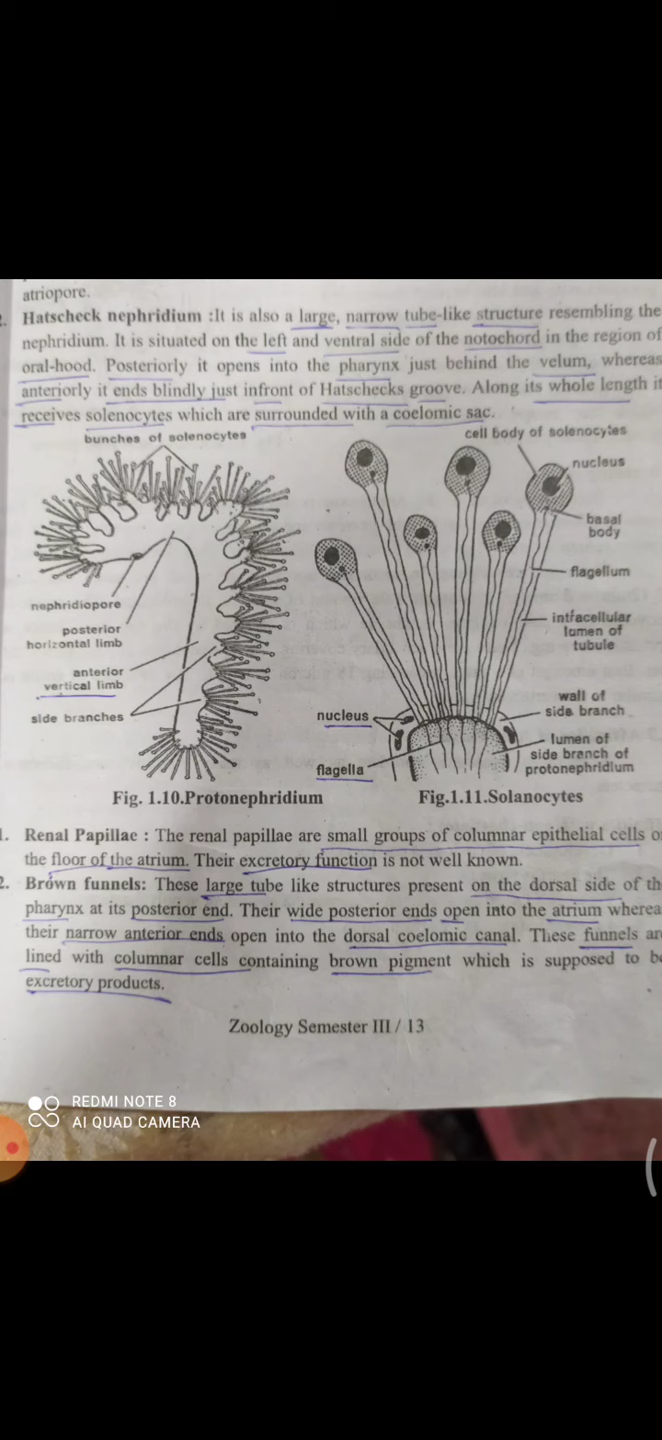 atriopore.
Hatscheck nephridium :It is also a large, narrow tube-like structure resembling the
nephridium. It is situated on the left and ventral side of the notochord in the region of
oral-hood. Posteriorly it opens into the pharynx just behind the velum, whereas
anteriorly it ends blindly just infront of Hatschecks groove. Along its whole length it
receives solenocytes which are surrounded with a coelomic sac.
bunches of solenocytes
nephridiopore
posterior
horizontal limb
anterior
vertical limb
side branches
Fig. 1.10.Protonephridium
cell body of solenocytes
nucleus
basal
body
flagellum
intracellular
lumen of
tubule
wall of
side branch
nucleus
flagella
lumen of
side branch of
protonephridium
Fig.1.11.Solanocytes
1. Renal Papillae : The renal papillae are small groups of columnar epithelial cells o
the floor of the atrium. Their excretory function is not well known.
2. Brown funnels: These large tube like structures present on the dorsal side of th
pharynx at its posterior end. Their wide posterior ends open into the atrium wherea
their narrow anterior ends open into the dorsal coelomic canal. These funnels ar
lined with columnar cells containing brown pigment which is supposed to be
excretory products.
Zoology Semester III / 13
REDMI NOTE 8
AI QUAD CAMERA